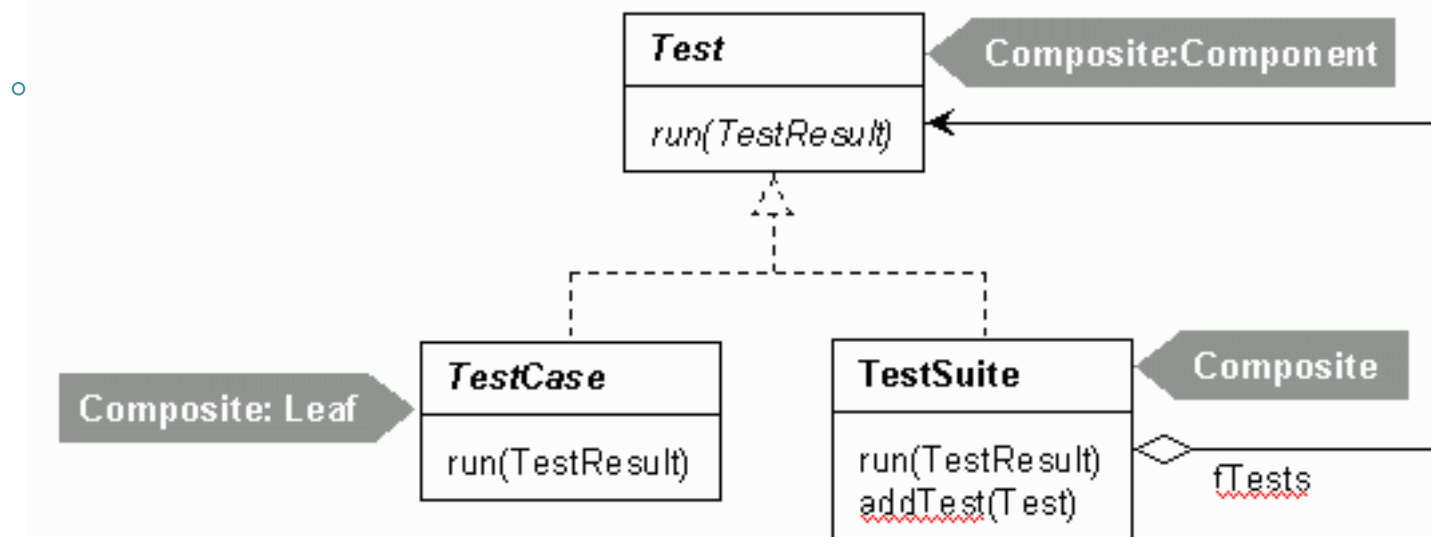 Test
Composite:Component
run(TestResult)
TestCase
Composite: Leaf
run(TestResult)
TestSuite
Composite
run(TestResult)
addTest(Test)
fTests